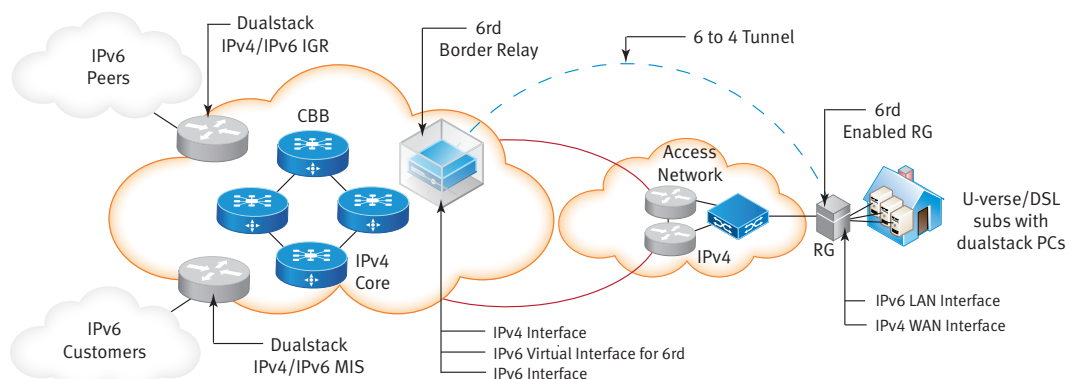 IPv6
Peers
Dualstack
IPv4/IPv6 IGR
6rd
Border Relay
6 to 4 Tunnel
CBB
6rd
Enabled RG
Access
Network
U-verse/DSL
subs with
dualstack PCs
IPv4
RG
IPv4
Core
IPv6 LAN Interface
IPv4 WAN Interface
IPv6
Customers
Dualstack
IPv4/IPv6 MIS
IPv4 Interface
IPv6 Virtual Interface for 6rd
IPv6 Interface